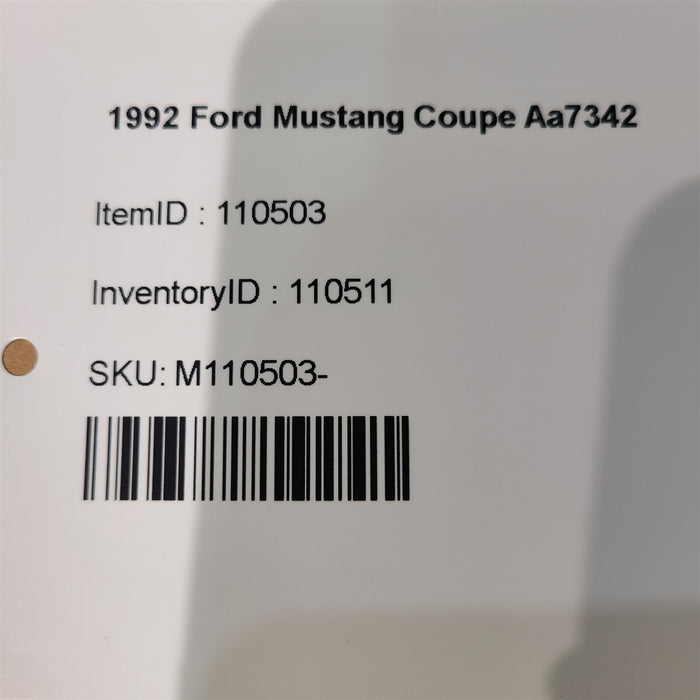 1992 Ford Mustang Coupe Aa7342
ItemID : 110503
InventoryID : 110511
SKU: M110503-